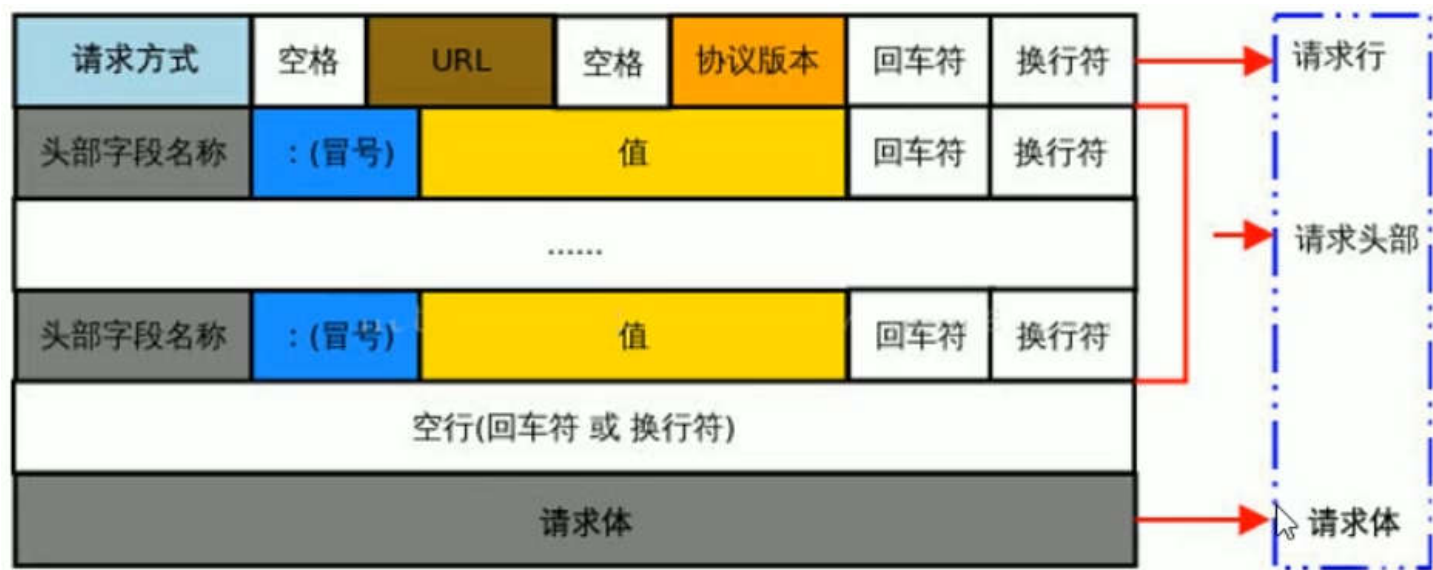 请求方式 空格 URL 空格 协议版本 回车符 换行符 请求行
头部字段名称 : (冒号) 值 回车符 换行符
...... 请求头部
头部字段名称 : (冒号) 值 回车符 换行符
空行(回车符 或 换行符)
请求体 请求体